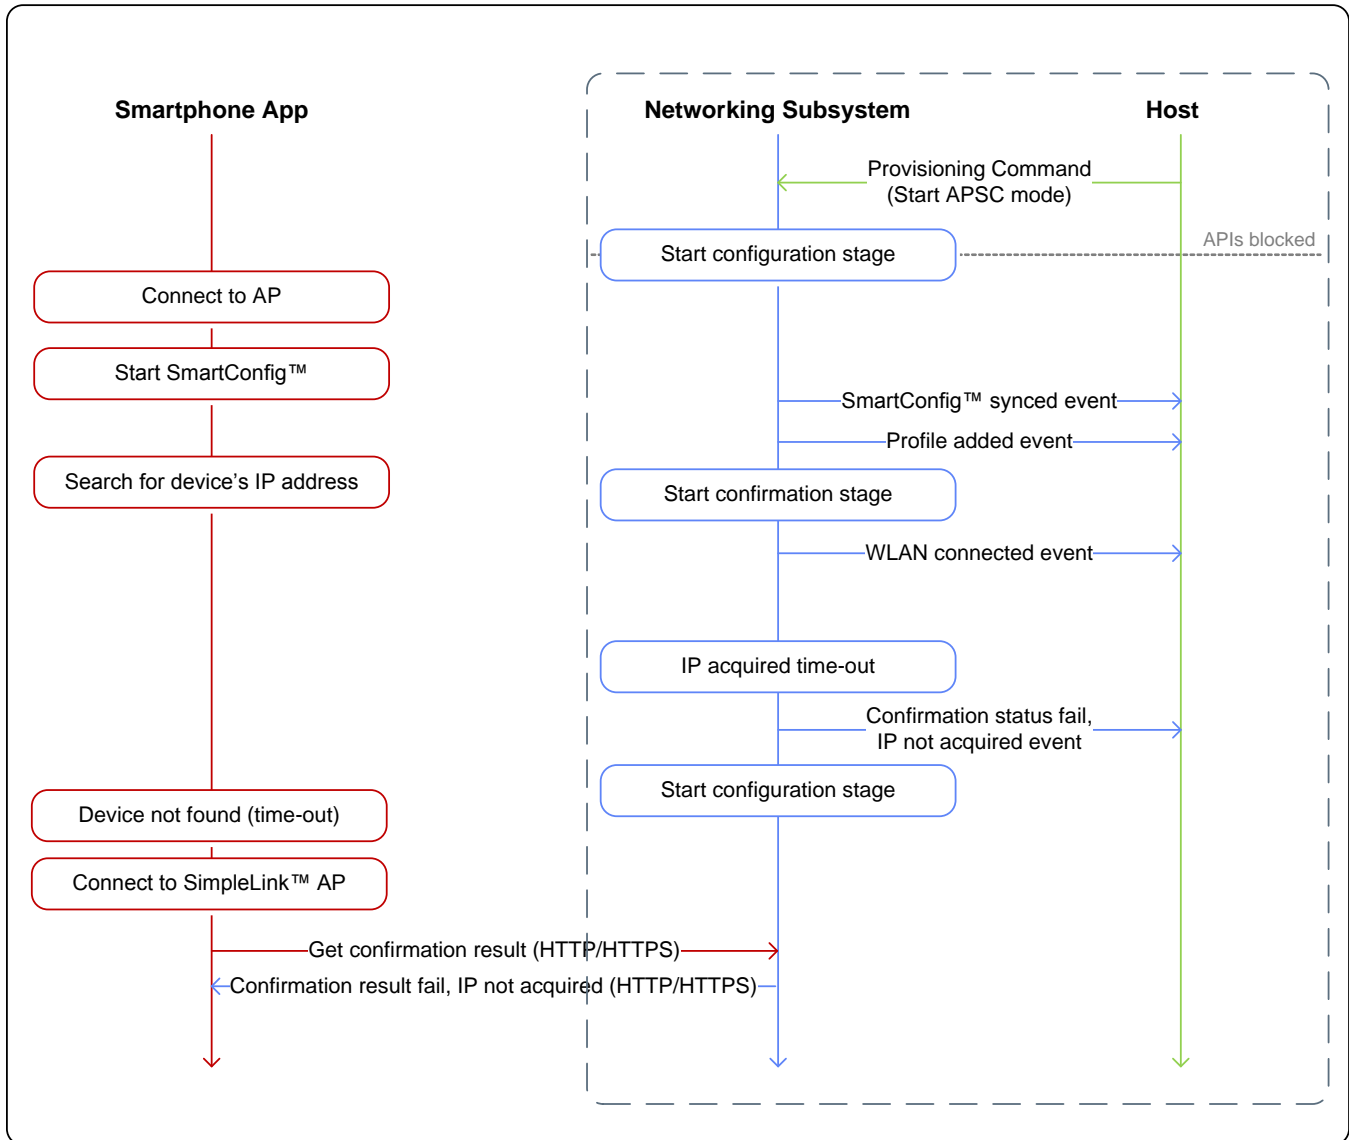 Smartphone App
Networking Subsystem
Host
Provisioning Command
(Start APSC mode)
APIs blocked
Start configuration stage
Connect to AP
Start SmartConfig™
SmartConfig™ synced event
Profile added event
Search for device’s IP address
Start confirmation stage
WLAN connected event
IP acquired time-out
Confirmation status fail,
IP not acquired event
Start configuration stage
Device not found (time-out)
Connect to SimpleLink™ AP
Get confirmation result (HTTP/HTTPS)
Confirmation result fail, IP not acquired (HTTP/HTTPS)